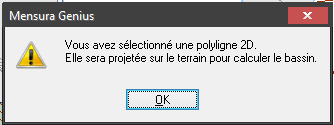 Mensura Genius
Vous avez sélectionné une polyligne 2D.
Elle sera projetée sur le terrain pour calculer le bassin.
OK